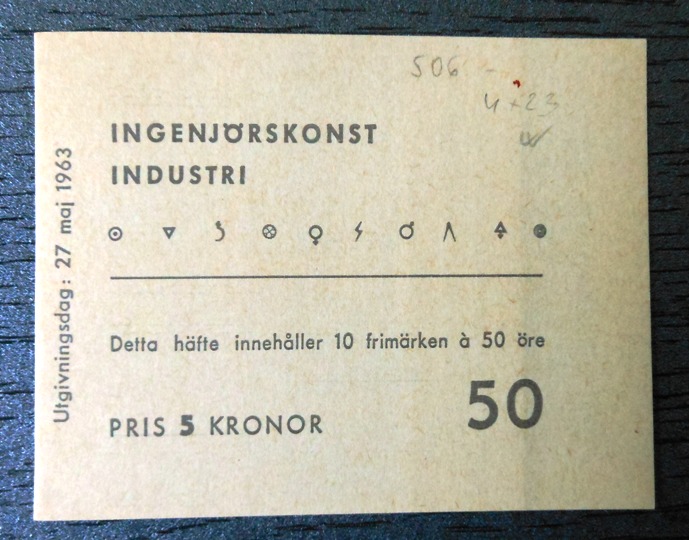 506 -
4+23
INGENJÖRSKONST
INDUSTRI
Utgivningsdag: 27 maj 1963
Detta häfte innehåller 10 frimärken à 50 öre
PRIS 5 KRONOR
50